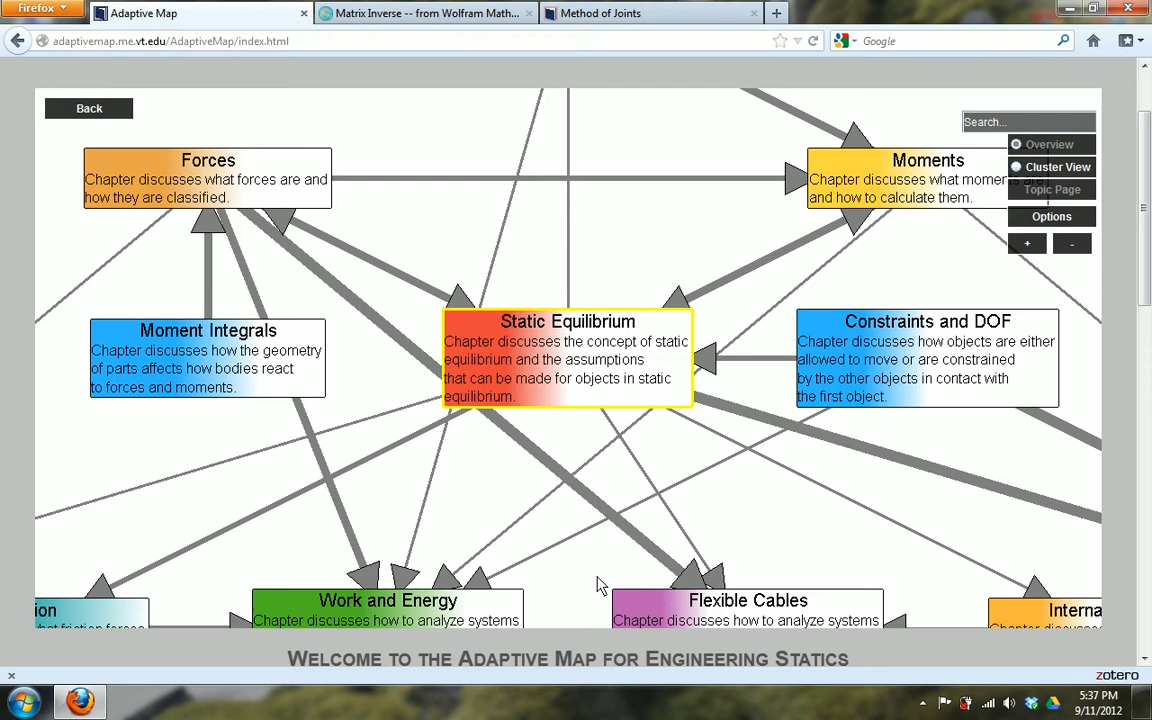 Firefox
Adaptive Map
Matrix Inverse -- from Wolfram Math...
Method of Joints
adaptivemap.me.vt.edu/AdaptiveMap/index.html
Google
Back
Search...
Overview
Cluster View
Topic Page
Options
+
-
Forces
Chapter discusses what forces are and
how they are classified.
Moments
Chapter discusses what moments are
and how to calculate them.
Moment Integrals
Chapter discusses how the geometry
of parts affects how bodies react
to forces and moments.
Static Equilibrium
Chapter discusses the concept of static
equilibrium and the assumptions
that can be made for objects in static
equilibrium.
Constraints and DOF
Chapter discusses how objects are either
allowed to move or are constrained
by the other objects in contact with
the first object.
ion
Work and Energy
Chapter discusses how to analyze systems
Flexible Cables
Chapter discusses how to analyze systems
Interna
WELCOME TO THE ADAPTIVE MAP FOR ENGINEERING STATICS
zotero
5:37 PM
9/11/2012